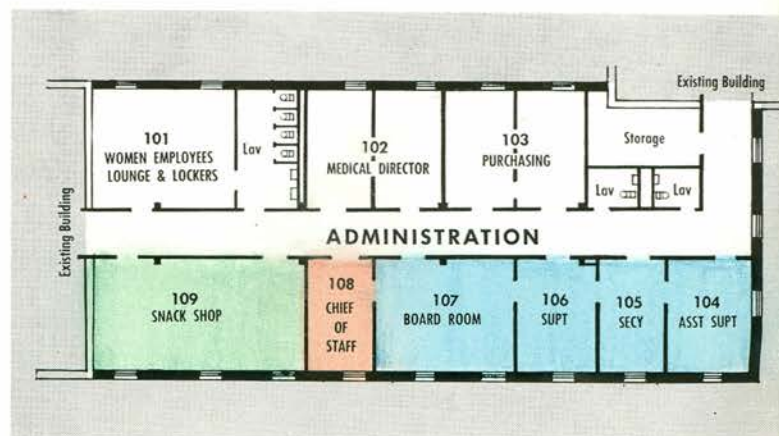 Existing Building
101
WOMEN EMPLOYEES
LOUNGE & LOCKERS
Lav
102
MEDICAL DIRECTOR
103
PURCHASING
Storage
Lav
Lav
Existing Building
ADMINISTRATION
109
SNACK SHOP
108
CHIEF
OF
STAFF
107
BOARD ROOM
106
SUPT
105
SECY
104
ASST SUPT